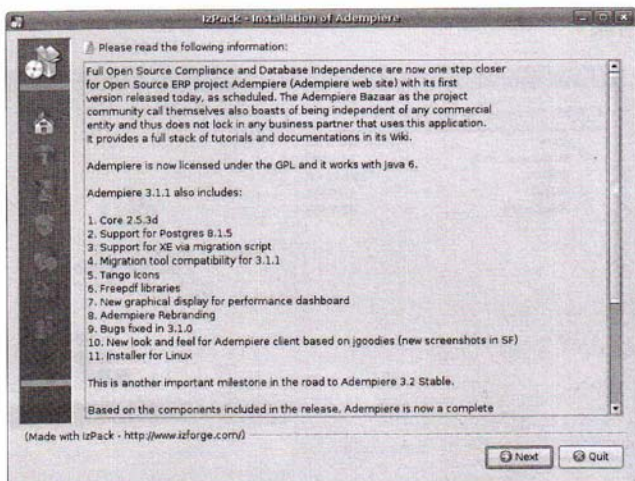 IzPack - Installation of Adempiere
Please read the following information:
Full Open Source Compliance and Database Independence are now one step closer
for Open Source ERP project Adempiere (Adempiere web site) with its first
version released today, as scheduled. The Adempiere Bazaar as the project
community call themselves also boasts of being independent of any commercial
entity and thus does not lock in any business partner that uses this application.
It provides a full stack of tutorials and documentations in its Wiki.
Adempiere is now licensed under the GPL and it works with Java 6.
Adempiere 3.1.1 also includes:
1. Core 2.5.3d
2. Support for Postgres 8.1.5
3. Support for XE via migration script
4. Migration tool compatibility for 3.1.1
5. Tango Icons
6. Freepdf libraries
7. New graphical display for performance dashboard
8. Adempiere Rebranding
9. Bugs fixed in 3.1.0
10. New look and feel for Adempiere client based on jgoodies (new screenshots in SF)
11. Installer for Linux
This is another important milestone in the road to Adempiere 3.2 Stable.
Based on the components included in the release, Adempiere is now a complete
(Made with IzPack - http://www.izforge.com/)
Next
Quit